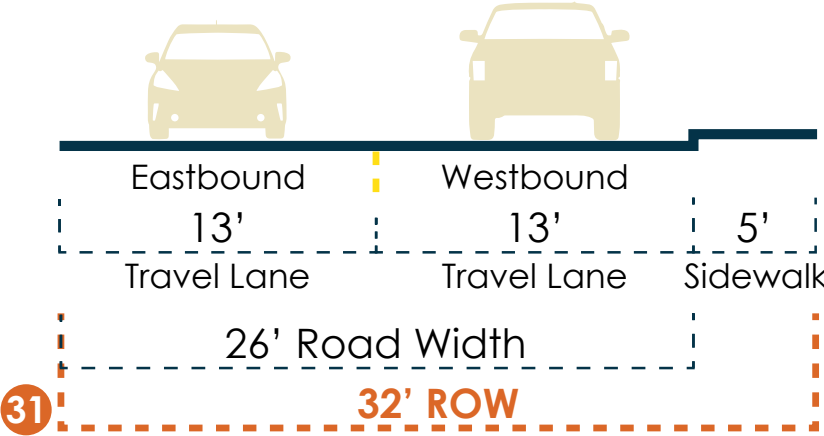 Eastbound Westbound
13’ 13’ 5’
Travel Lane Travel Lane Sidewalk
26’ Road Width
31 32’ ROW